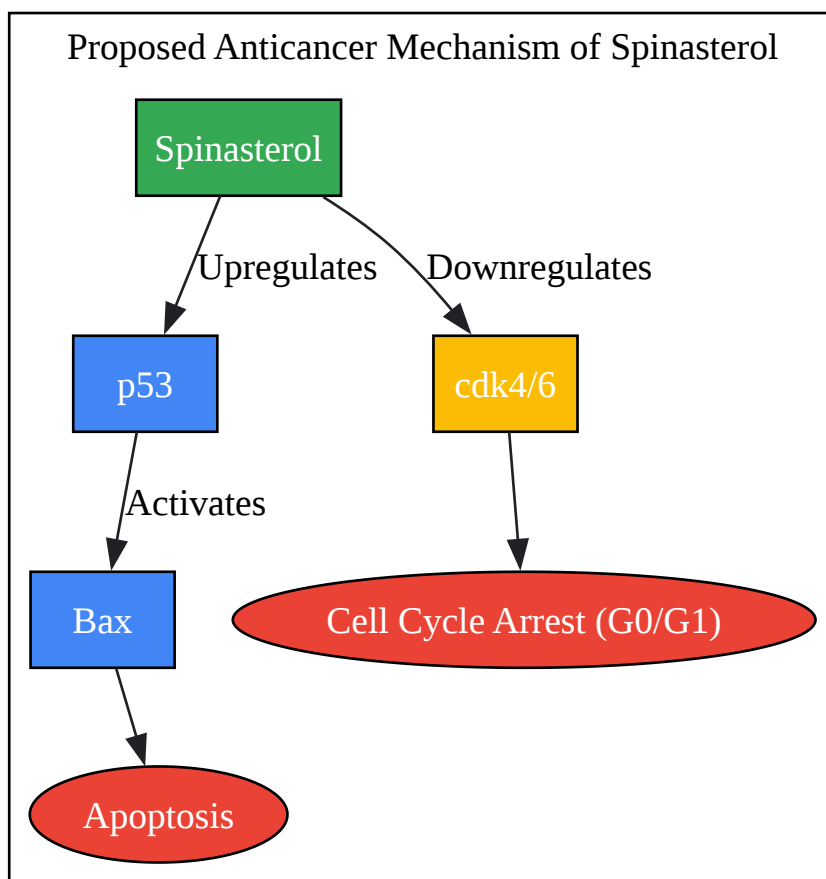 Proposed Anticancer Mechanism of Spinasterol
Spinasterol
Upregulates
Downregulates
p53
cdk4/6
Activates
Bax
Cell Cycle Arrest (G0/G1)
Apoptosis